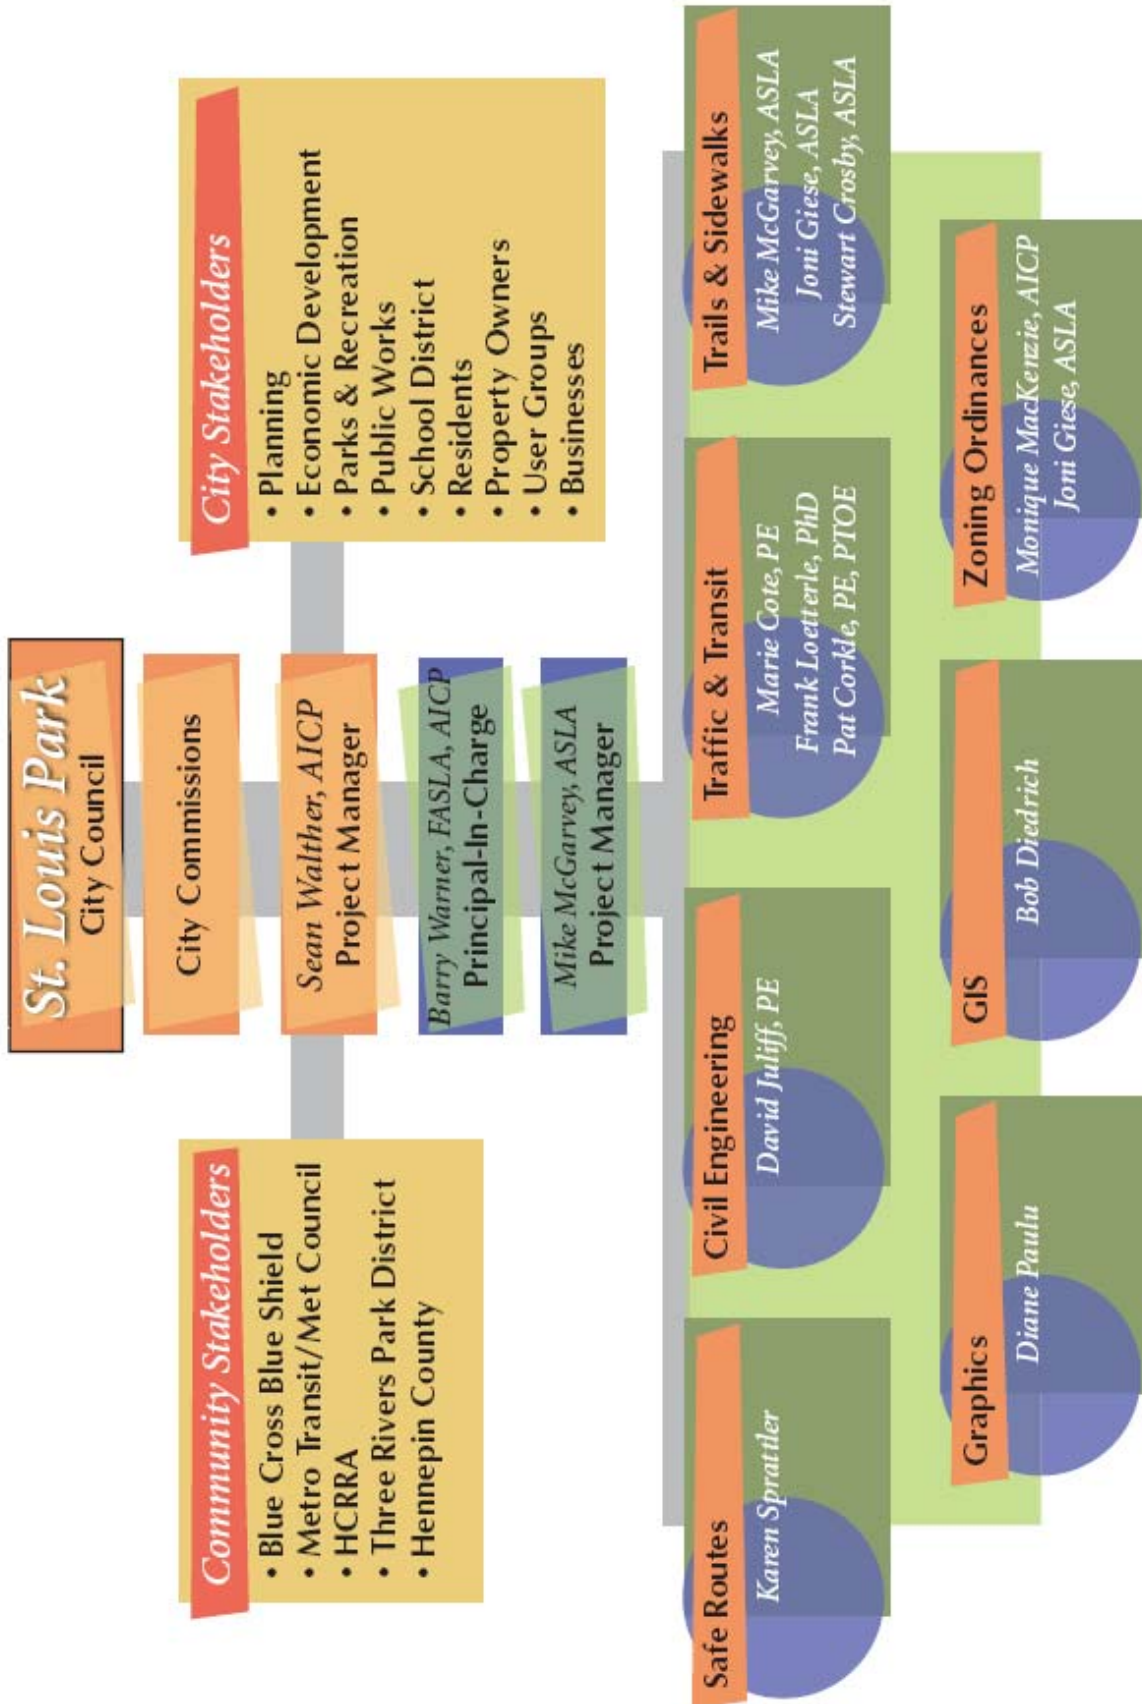 St. Louis Park
City Council
City Commissions
Sean Walther, AICP
Project Manager
Barry Warner, FASLA, AICP
Principal-In-Charge
Mike McGarvey, ASLA
Project Manager
Community Stakeholders
• Blue Cross Blue Shield
• Metro Transit/Met Council
• HCRRA
• Three Rivers Park District
• Hennepin County
City Stakeholders
• Planning
• Economic Development
• Parks & Recreation
• Public Works
• School District
• Residents
• Property Owners
• User Groups
• Businesses
Safe Routes
Karen Sprattler
Civil Engineering
David Juliff, PE
Traffic & Transit
Marie Cote, PE
Frank Loetterle, PhD
Pat Corkle, PE, PTOE
Trails & Sidewalks
Mike McGarvey, ASLA
Joni Giese, ASLA
Stewart Crosby, ASLA
Graphics
Diane Paulu
GIS
Bob Diedrich
Zoning Ordinances
Monique MacKenzie, AICP
Joni Giese, ASLA